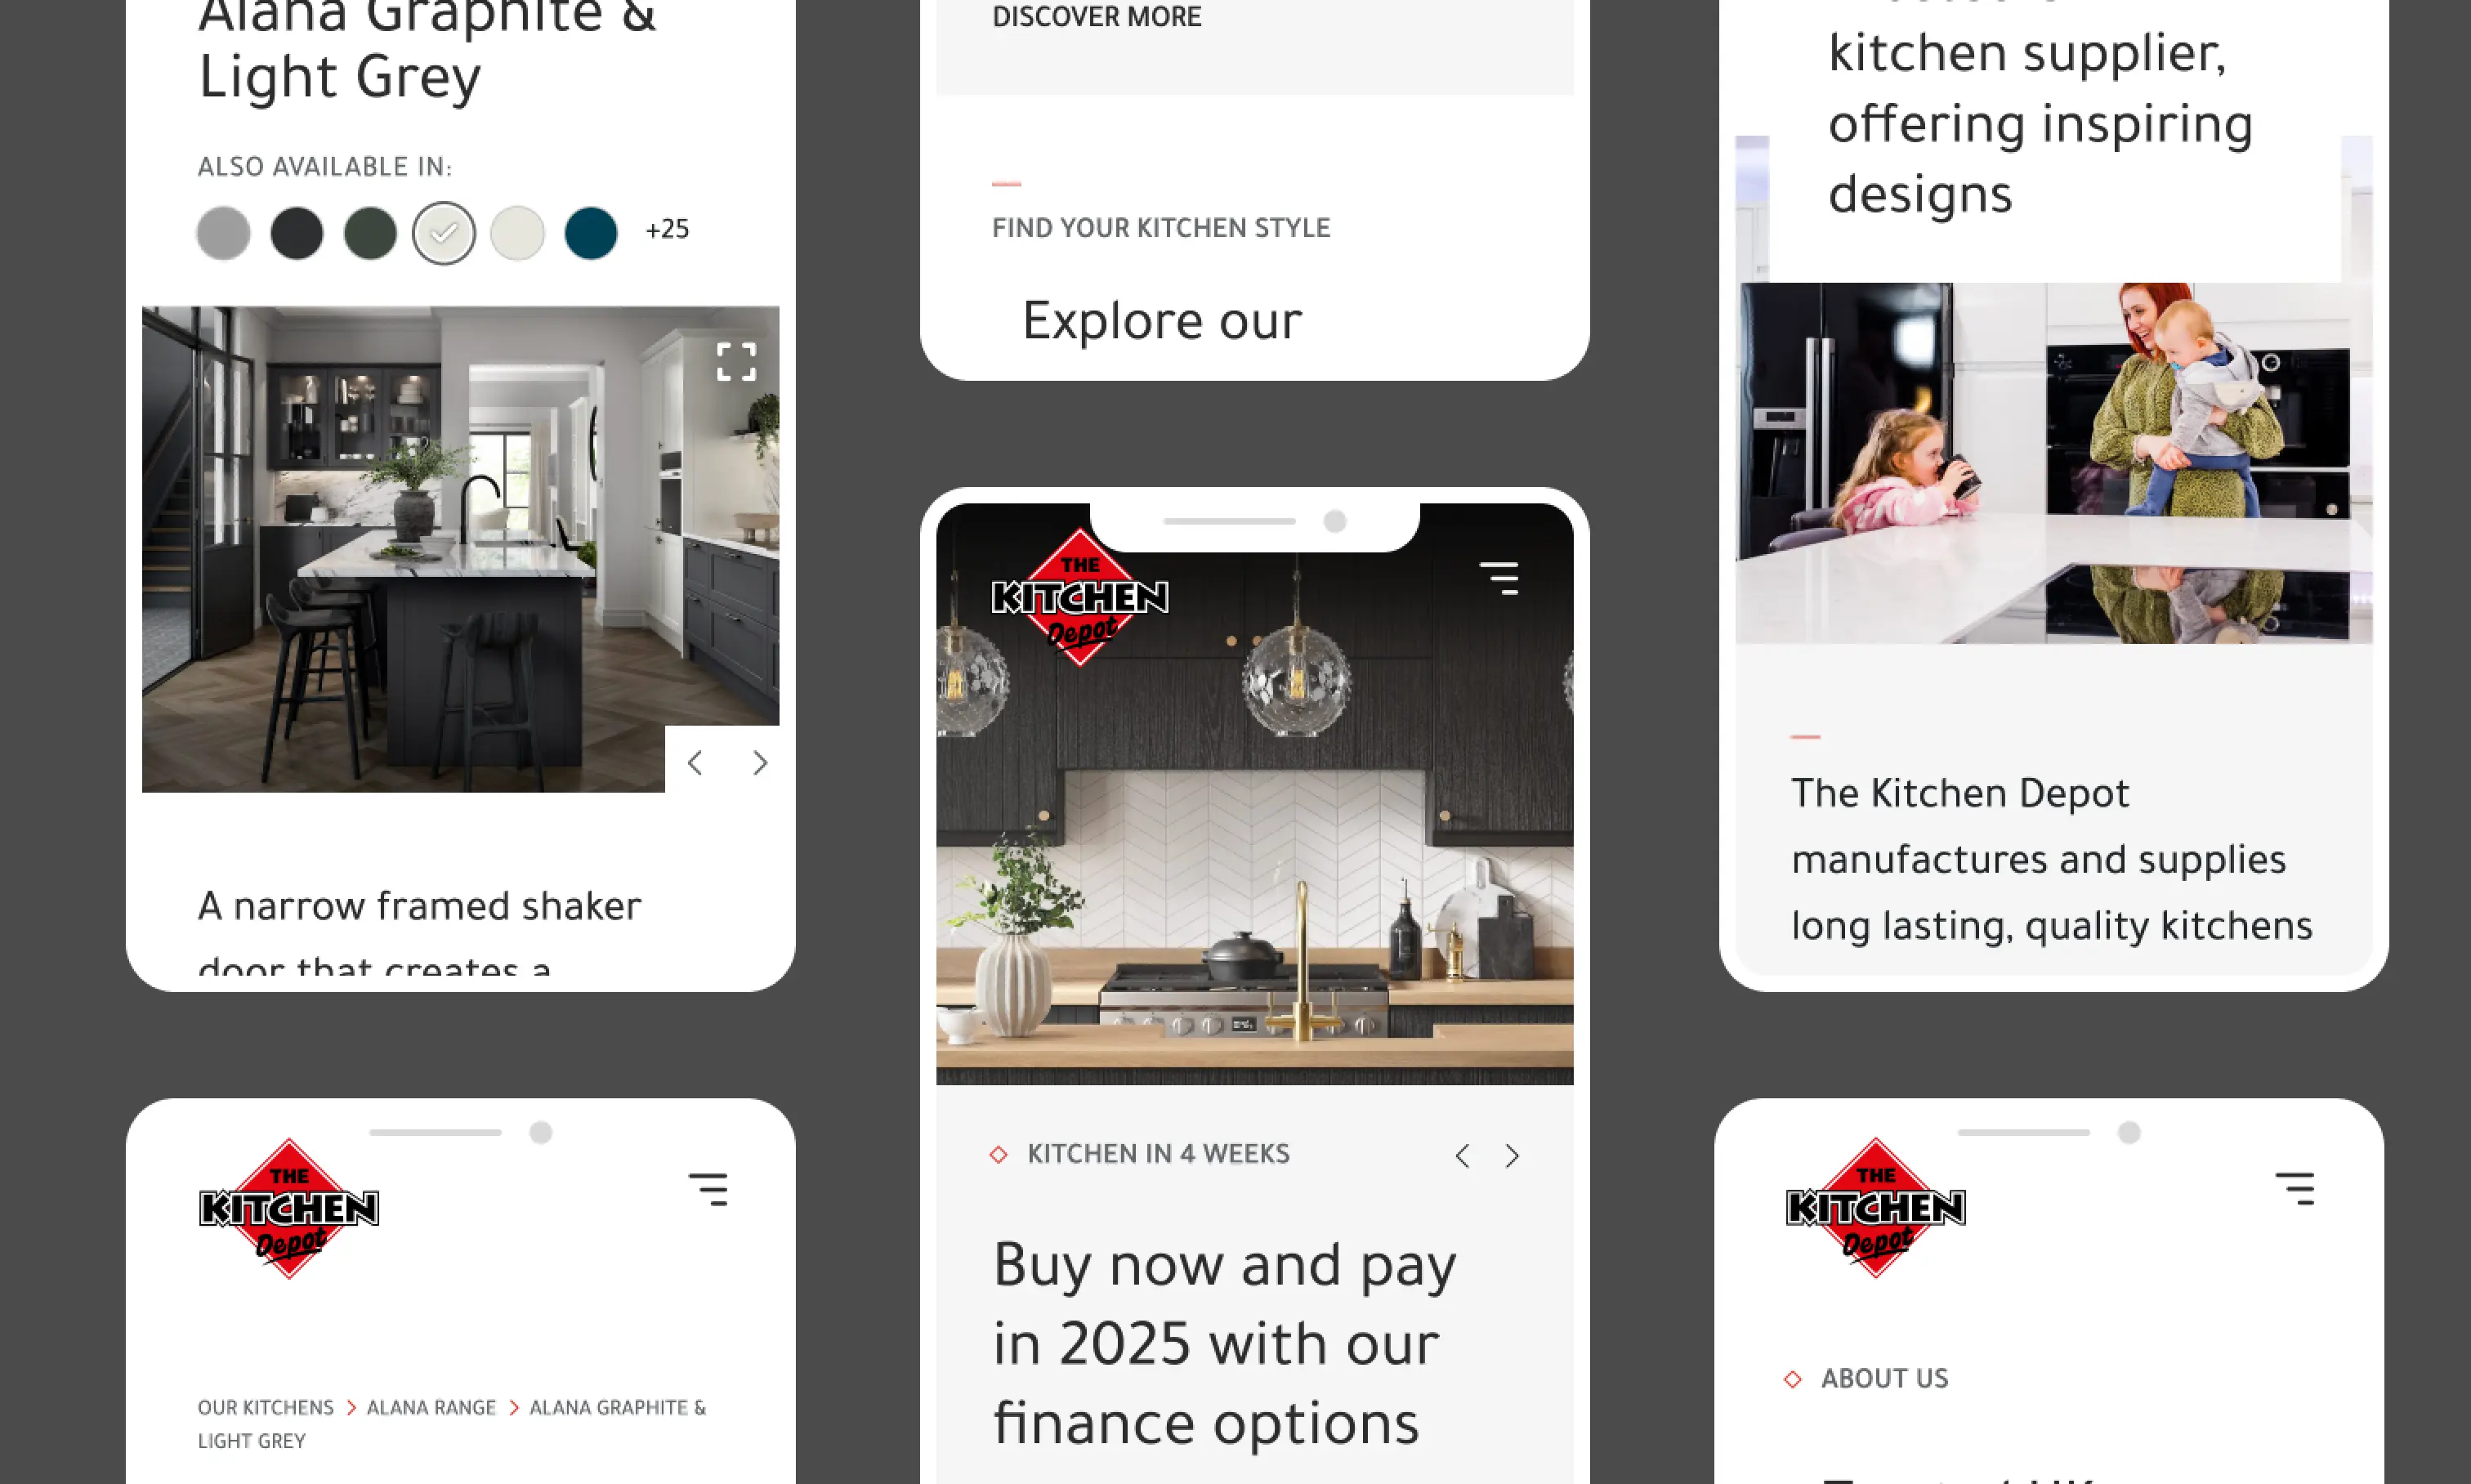 Alana Graphite &
Light Grey
ALSO AVAILABLE IN:
+25
A narrow framed shaker
door that creates a
THE
KITCHEN
Depot
OUR KITCHENS > ALANA RANGE > ALANA GRAPHITE &
LIGHT GREY
DISCOVER MORE
FIND YOUR KITCHEN STYLE
Explore our
THE
KITCHEN
Depot
KITCHEN IN 4 WEEKS
Buy now and pay
in 2025 with our
finance options
kitchen supplier,
offering inspiring
designs
The Kitchen Depot
manufactures and supplies
long lasting, quality kitchens
THE
KITCHEN
Depot
ABOUT US